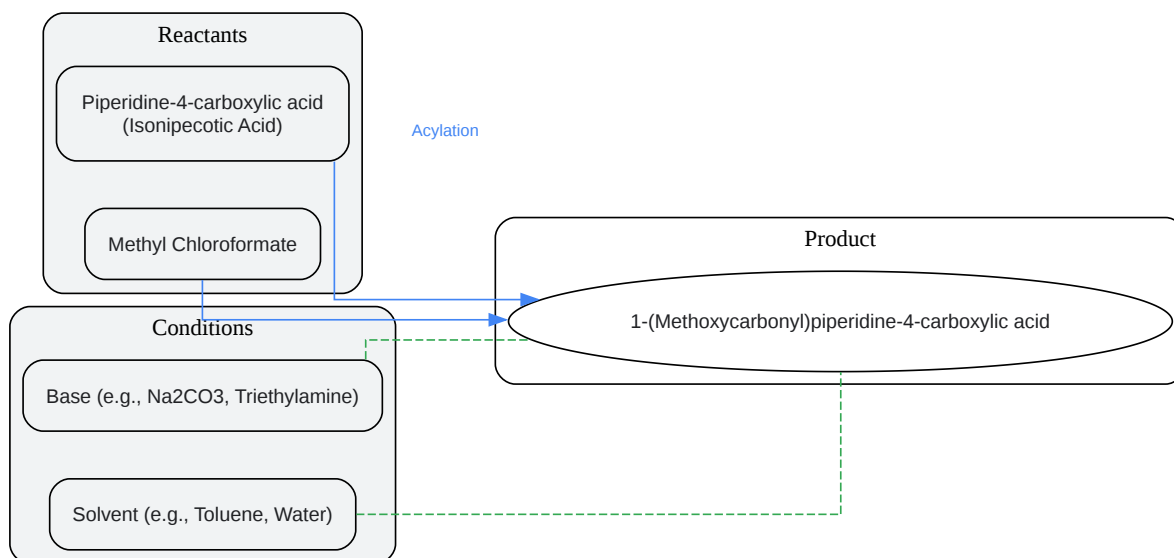 Reactants
Piperidine-4-carboxylic acid
(Isonipecotic Acid)
Acylation
Methyl Chloroformate
Product
1-(Methoxycarbonyl)piperidine-4-carboxylic acid
Conditions
Base (e.g., Na2CO3, Triethylamine)
Solvent (e.g., Toluene, Water)